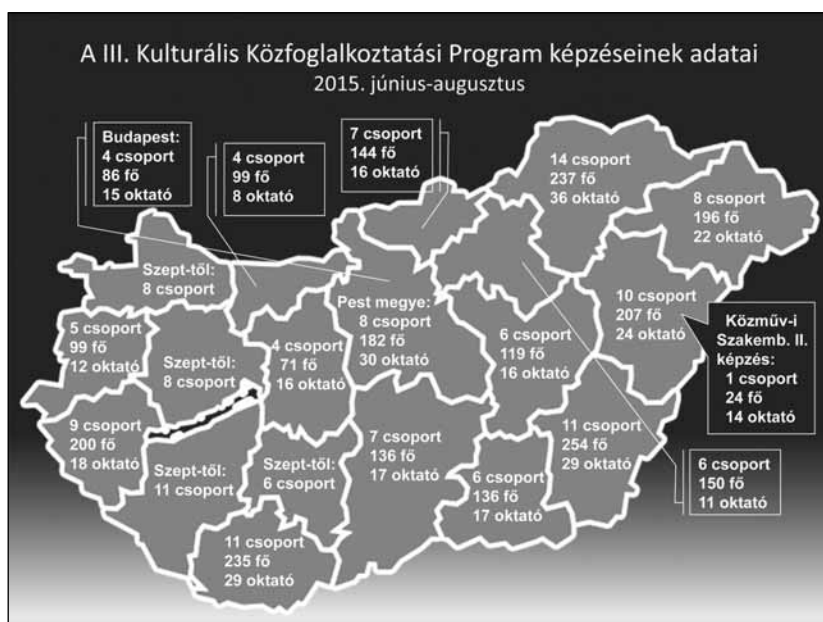 A III. Kulturális Közfoglalkoztatási Program képzéseinek adatai
2015. június-augusztus
Budapest:
4 csoport
86 fő
15 oktató
4 csoport
99 fő
8 oktató
7 csoport
144 fő
16 oktató
14 csoport
237 fő
36 oktató
8 csoport
196 fő
22 oktató
Szept-től:
8 csoport
Pest megye:
8 csoport
182 fő
30 oktató
10 csoport
207 fő
24 oktató
Közműv-i
Szakemb. II.
képzés:
1 csoport
24 fő
14 oktató
5 csoport
99 fő
12 oktató
Szept-től:
8 csoport
4 csoport
71 fő
16 oktató
6 csoport
119 fő
16 oktató
9 csoport
200 fő
18 oktató
Szept-től:
11 csoport
Szept-től:
6 csoport
7 csoport
136 fő
17 oktató
6 csoport
136 fő
17 oktató
11 csoport
254 fő
29 oktató
6 csoport
150 fő
11 oktató
11 csoport
235 fő
29 oktató